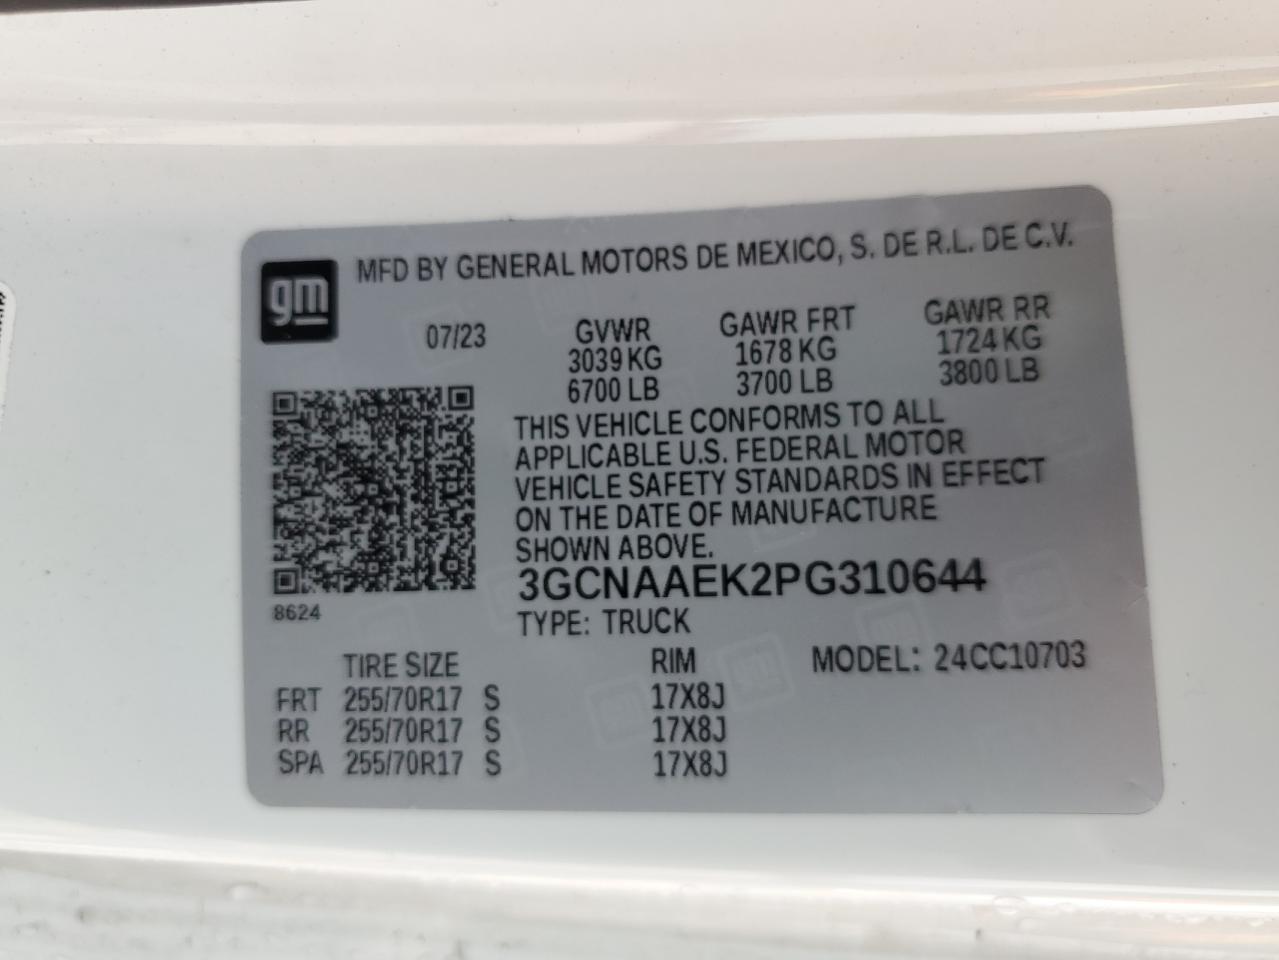 gm
MFD BY GENERAL MOTORS DE MEXICO, S. DE R.L. DE C.V.
07/23 GVWR GAWR FRT GAWR RR
3039 KG 1678 KG 1724 KG
6700 LB 3700 LB 3800 LB
THIS VEHICLE CONFORMS TO ALL
APPLICABLE U.S. FEDERAL MOTOR
VEHICLE SAFETY STANDARDS IN EFFECT
ON THE DATE OF MANUFACTURE
SHOWN ABOVE.
3GCNAAEK2PG310644
8624
TYPE: TRUCK
TIRE SIZE RIM MODEL: 24CC10703
FRT 255/70R17 S 17X8J
RR 255/70R17 S 17X8J
SPA 255/70R17 S 17X8J